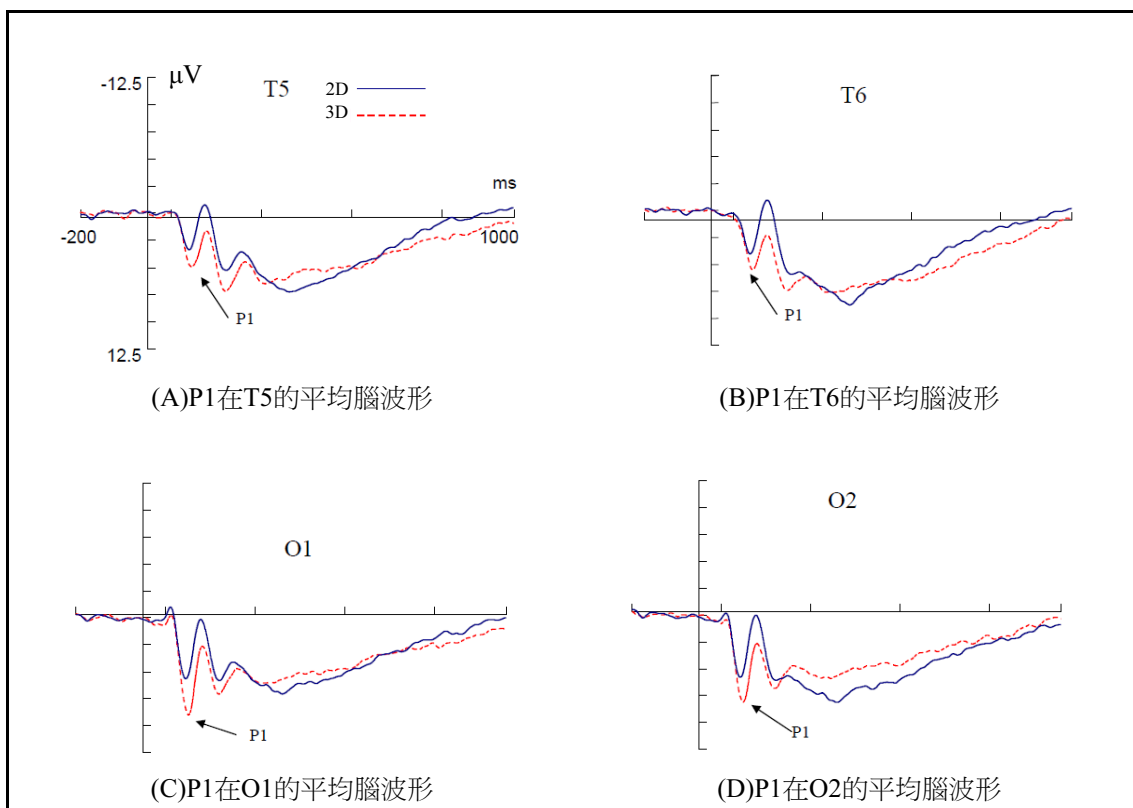 -12.5
μV
T5
2D
3D
ms
-200
1000
P1
12.5
(A)P1在T5的平均腦波形
T6
P1
(B)P1在T6的平均腦波形
O1
P1
(C)P1在O1的平均腦波形
O2
P1
(D)P1在O2的平均腦波形